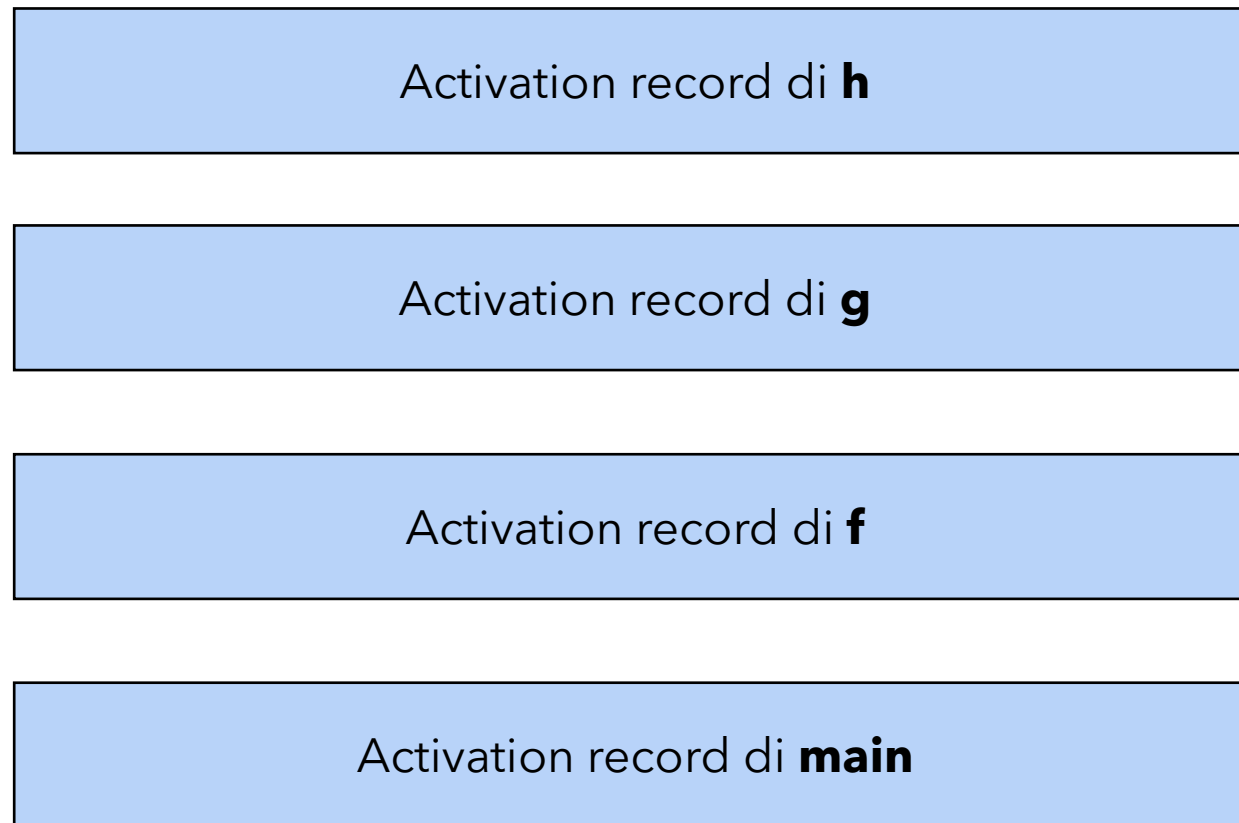 Activation record di h
Activation record di g
Activation record di f
Activation record di main